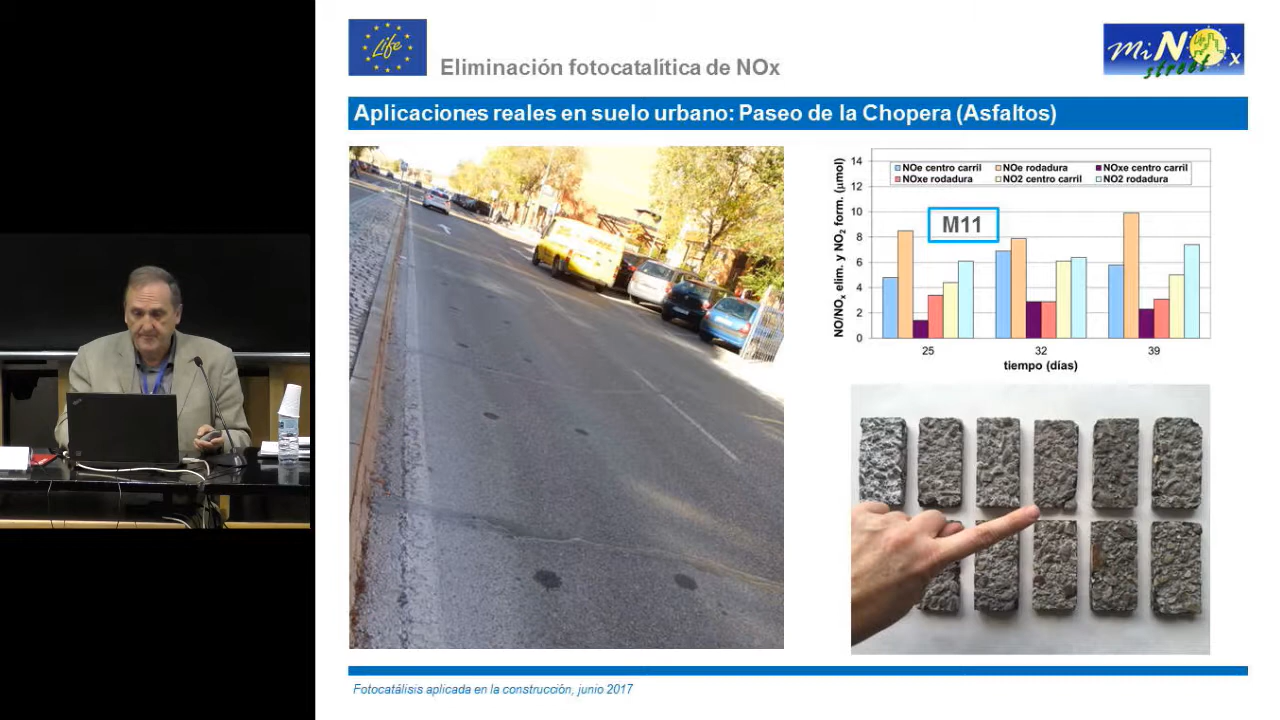 Life
Eliminación fotocatalítica de NOx
MiNOx
Life
street
Aplicaciones reales en suelo urbano: Paseo de la Chopera (Asfaltos)
NO/NOx elim. y NO2 form. (μmol)
14
12
10
8
6
4
2
0
NOe centro carril NOe rodadura NOxe centro carril
NOxe rodadura NO2 centro carril NO2 rodadura
M11
25 32 39
tiempo (días)
Fotocatálisis aplicada en la construcción, junio 2017